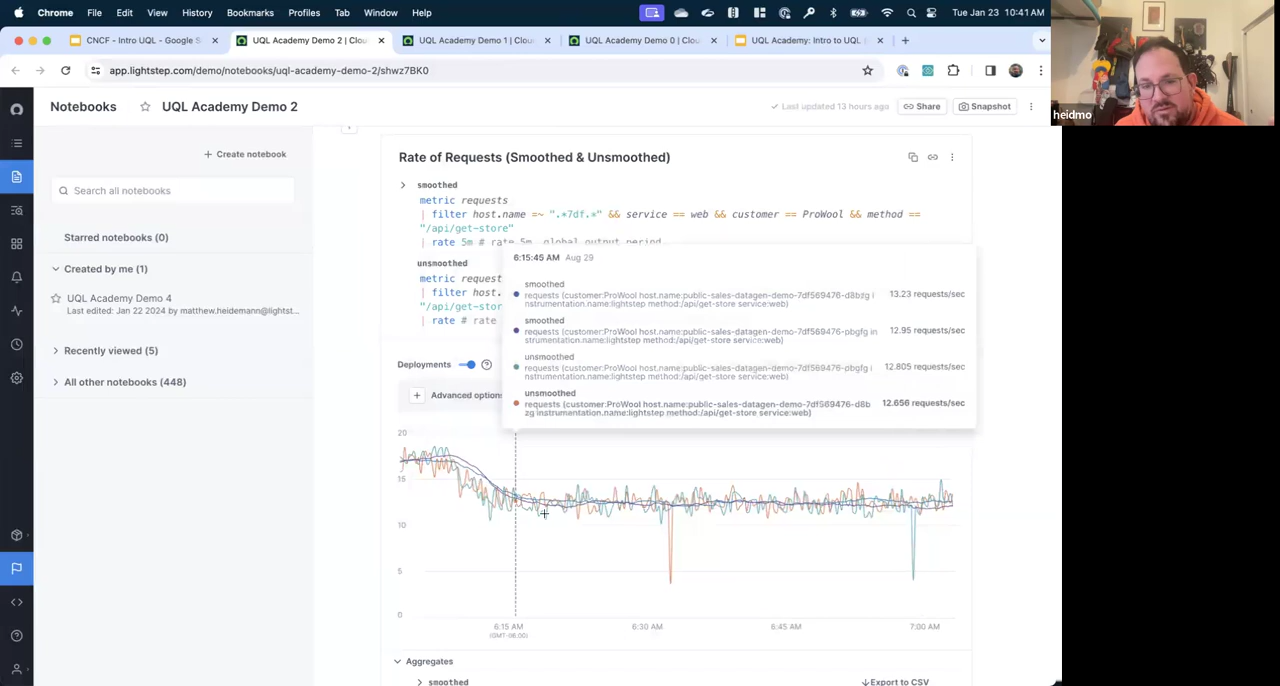 Chrome File Edit View History Bookmarks Profiles Tab Window Help Tue Jan 23 10:41 AM
CNCF - Intro UQL - Google S
UQL Academy Demo 2 | Clou
UQL Academy Demo 1 | Clou
UQL Academy Demo 0 | Clou
UQL Academy: Intro to UQL
app.lightstep.com/demo/notebooks/uql-academy-demo-2/shwz7BK0
Notebooks
UQL Academy Demo 2
Last updated 13 hours ago
Share
Snapshot
heidmo
Create notebook
Search all notebooks
Starred notebooks (0)
Created by me (1)
UQL Academy Demo 4
Last edited: Jan 22 2024 by matthew.heidemann@lightst...
Recently viewed (5)
All other notebooks (448)
Rate of Requests (Smoothed & Unsmoothed)
smoothed
metric requests
| filter host.name =~ ".*7df.*" && service == web && customer == ProWool && method ==
"/api/get-store"
| rate 5m # rate 5m, global output period
unsmoothed
metric request
| filter host.
"/api/get-stor
| rate # rate
6:15:45 AM Aug 29
smoothed
requests (customer:ProWool host.name:public-sales-datagen-demo-7df569476-d8bzg i
nstrumentation.name:lightstep method:/api/get-store service:web)
13.23 requests/sec
smoothed
requests (customer:ProWool host.name:public-sales-datagen-demo-7df569476-pbgfg in
strumentation.name:lightstep method:/api/get-store service:web)
12.95 requests/sec
unsmoothed
requests (customer:ProWool host.name:public-sales-datagen-demo-7df569476-pbgfg i
nstrumentation.name:lightstep method:/api/get-store service:web)
12.805 requests/sec
unsmoothed
requests (customer:ProWool host.name:public-sales-datagen-demo-7df569476-d8b
zg instrumentation.name:lightstep method:/api/get-store service:web)
12.656 requests/sec
Deployments
Advanced options
20
15
10
5
0
6:15 AM
(GMT-06:00)
6:30 AM
6:45 AM
7:00 AM
Aggregates
smoothed
Export to CSV